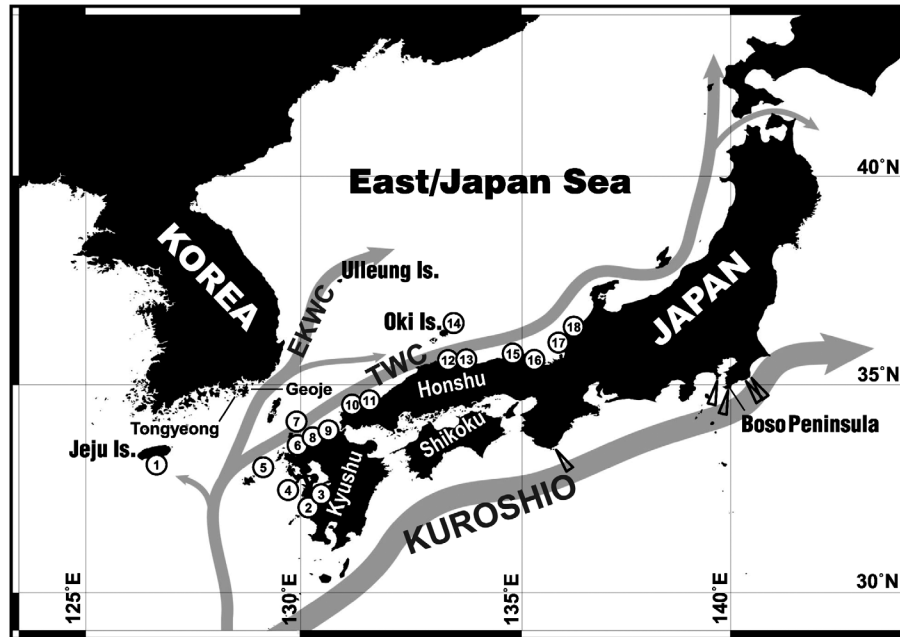 40°N
East/Japan Sea
KOREA
JAPAN
Ulleung Is.
EKWC
Oki Is.
14
18
17
TWC
12
13
15
16
35°N
Geoje
Honshu
10
11
Tongyeong
Boso Peninsula
7
9
8
6
Shikoku
Jeju Is.
1
5
Kyushu
4
3
2
KUROSHIO
125°E
130°E
135°E
140°E
30°N